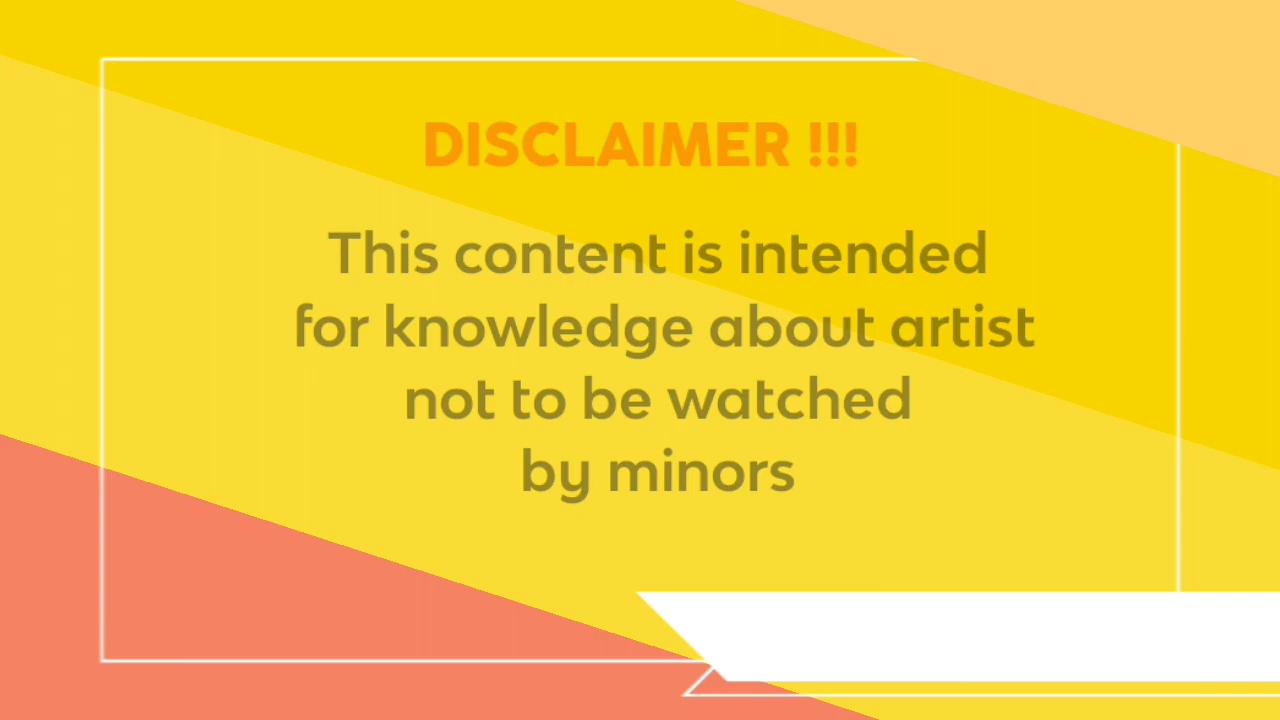 DISCLAIMER !!!
This content is intended
for knowledge about artist
not to be watched
by minors